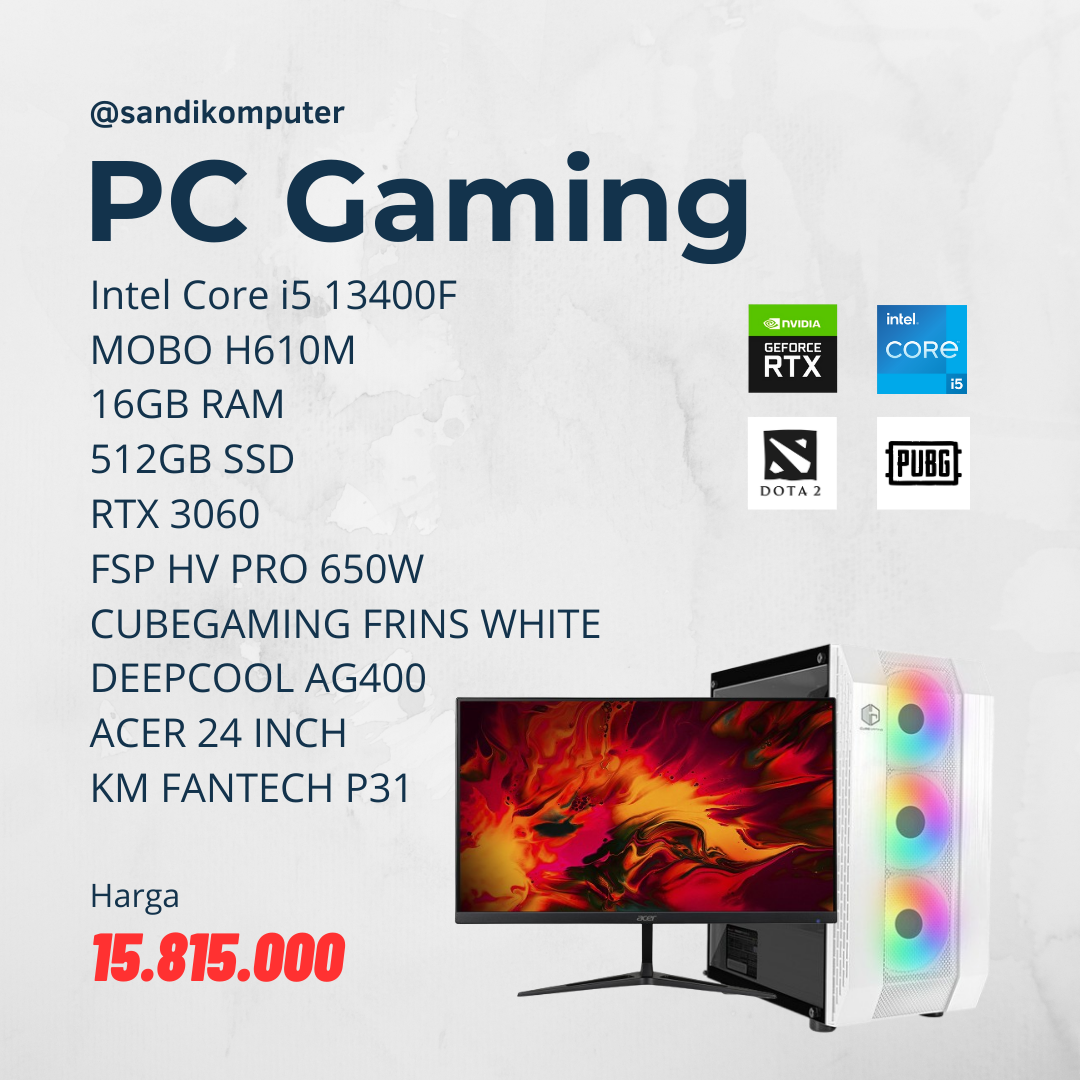 @sandikomputer
PC Gaming
Intel Core i5 13400F
MOBO H610M
16GB RAM
512GB SSD
RTX 3060
FSP HV PRO 650W
CUBEGAMING FRINS WHITE
DEEPCOOL AG400
ACER 24 INCH
KM FANTECH P31
Harga
15.815.000
NVIDIA
GEFORCE
RTX
intel.
CORE
i5
DOTA 2
PUBG
acer